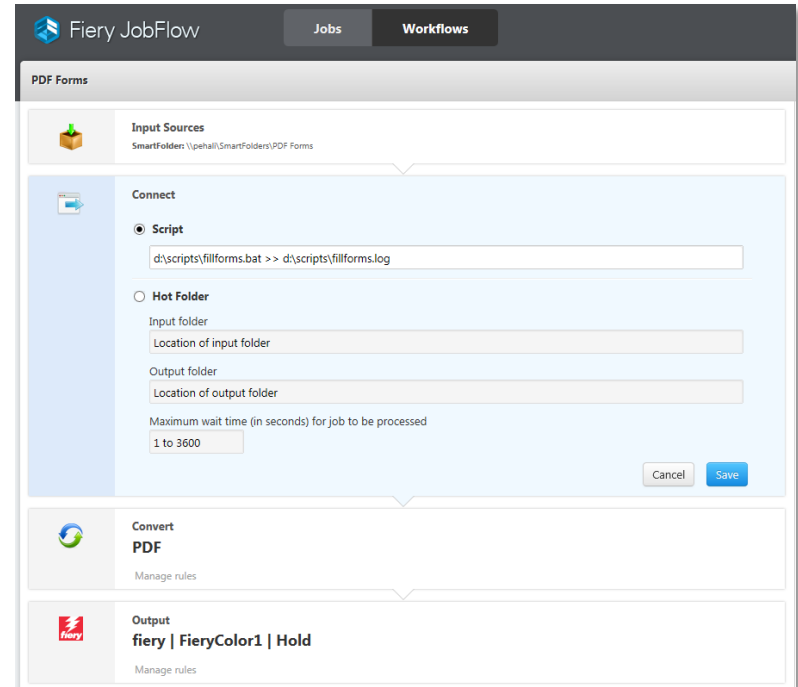 Fiery JobFlow
Jobs
Workflows
PDF Forms
Input Sources
SmartFolder: \\pehali\SmartFolders\PDF Forms
Connect
Script
d:\scripts\fillforms.bat >> d:\scripts\fillforms.log
Hot Folder
Input folder
Location of input folder
Output folder
Location of output folder
Maximum wait time (in seconds) for job to be processed
1 to 3600
Cancel
Save
Convert
PDF
Manage rules
Output
fiery
fiery | FieryColor1 | Hold
Manage rules